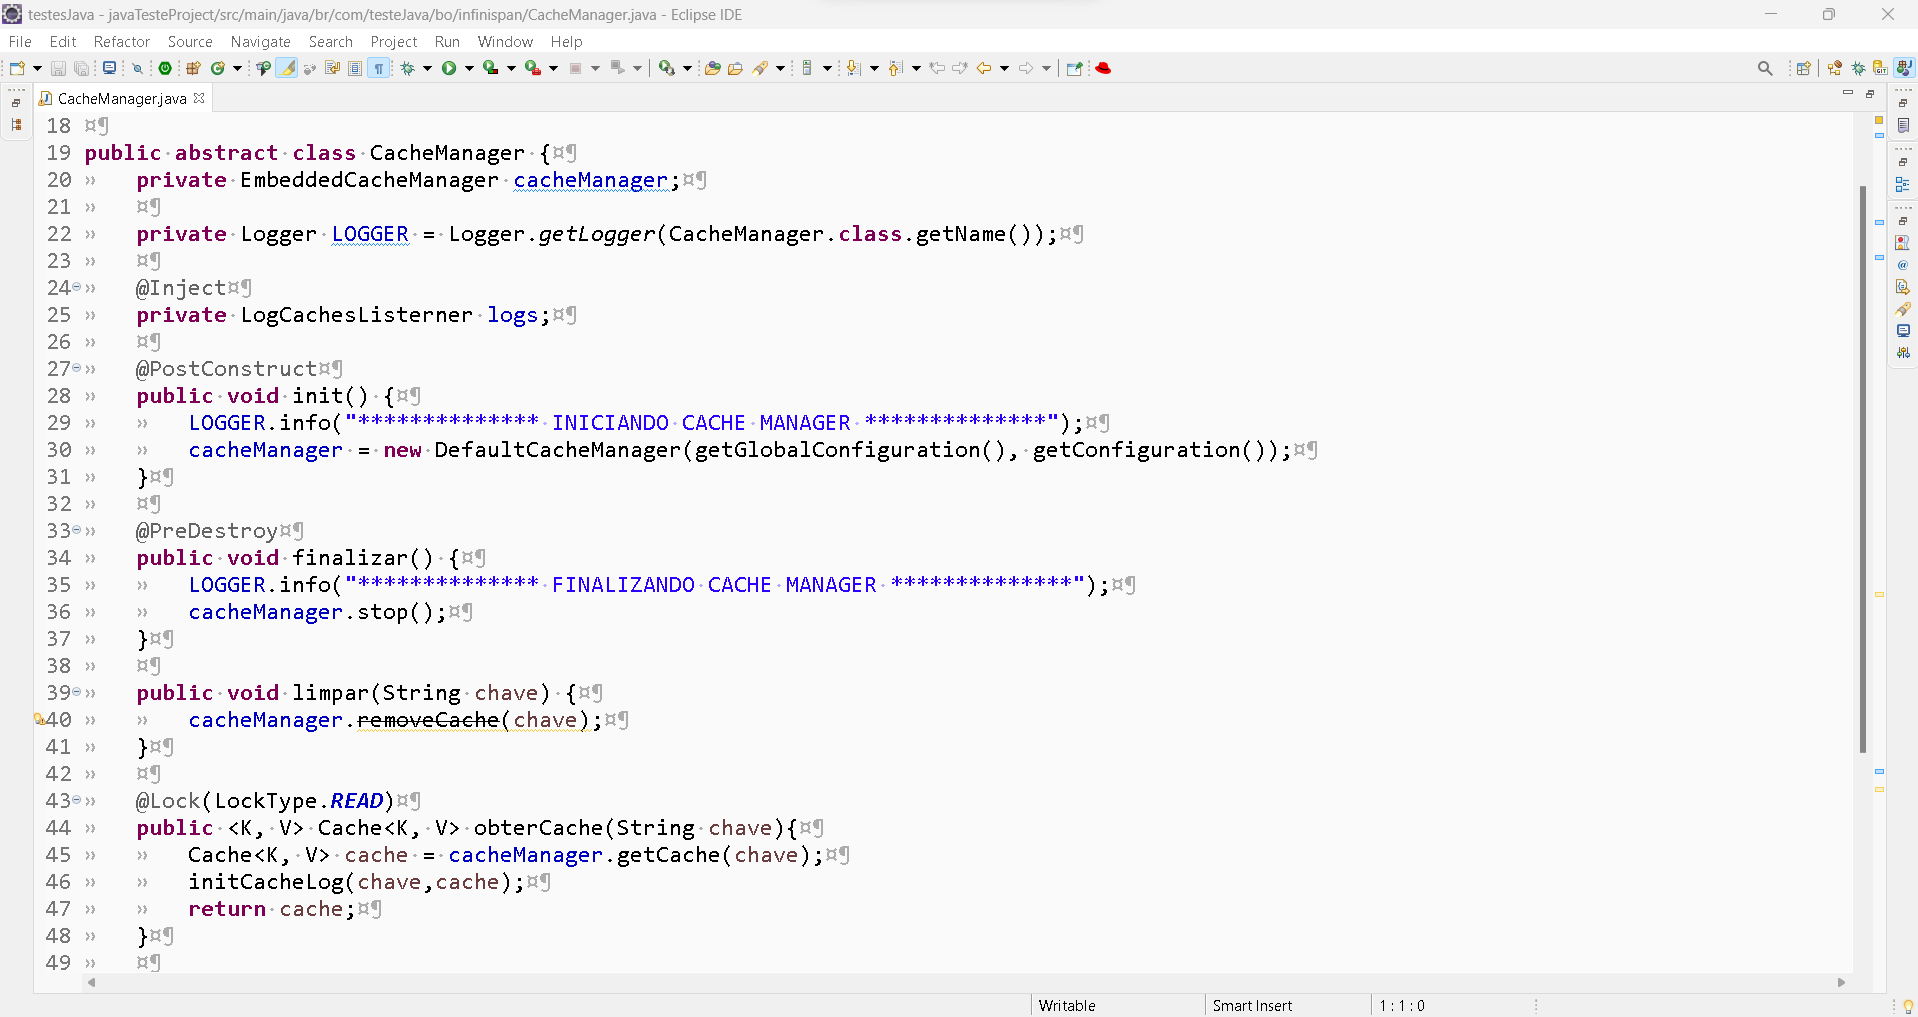 testesJava - javaTesteProject/src/main/java/br/com/testeJava/bo/infinispan/CacheManager.java - Eclipse IDE
File Edit Refactor Source Navigate Search Project Run Window Help
CacheManager.java
18 ¤¶
19 public·abstract·class·CacheManager·{¤¶
20 » private·EmbeddedCacheManager·cacheManager;¤¶
21 » ¤¶
22 » private·Logger·LOGGER·=·Logger.getLogger(CacheManager.class.getName());¤¶
23 » ¤¶
24 » @Inject¤¶
25 » private·LogCachesListerner·logs;¤¶
26 » ¤¶
27 » @PostConstruct¤¶
28 » public·void·init()·{¤¶
29 » » LOGGER.info("**************·INICIANDO·CACHE·MANAGER·**************");¤¶
30 » » cacheManager·=·new·DefaultCacheManager(getGlobalConfiguration(),·getConfiguration());¤¶
31 » }¤¶
32 » ¤¶
33 » @PreDestroy¤¶
34 » public·void·finalizar()·{¤¶
35 » » LOGGER.info("**************·FINALIZANDO·CACHE·MANAGER·**************");¤¶
36 » » cacheManager.stop();¤¶
37 » }¤¶
38 » ¤¶
39 » public·void·limpar(String·chave)·{¤¶
40 » » cacheManager.removeCache(chave);¤¶
41 » }¤¶
42 » ¤¶
43 » @Lock(LockType.READ)¤¶
44 » public·<K,·V>·Cache<K,·V>·obterCache(String·chave){¤¶
45 » » Cache<K,·V>·cache·=·cacheManager.getCache(chave);¤¶
46 » » initCacheLog(chave,cache);¤¶
47 » » return·cache;¤¶
48 » }¤¶
49 » ¤¶
Writable Smart Insert 1 : 1 : 0